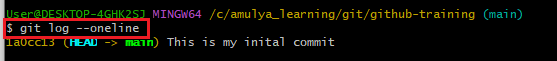 User@DESKTOP-4GHK2SJ MINGW64 /c/amulya_learning/git/github-training (main)
$ git log --oneline
1a0cc13 (HEAD -> main) This is my inital commit